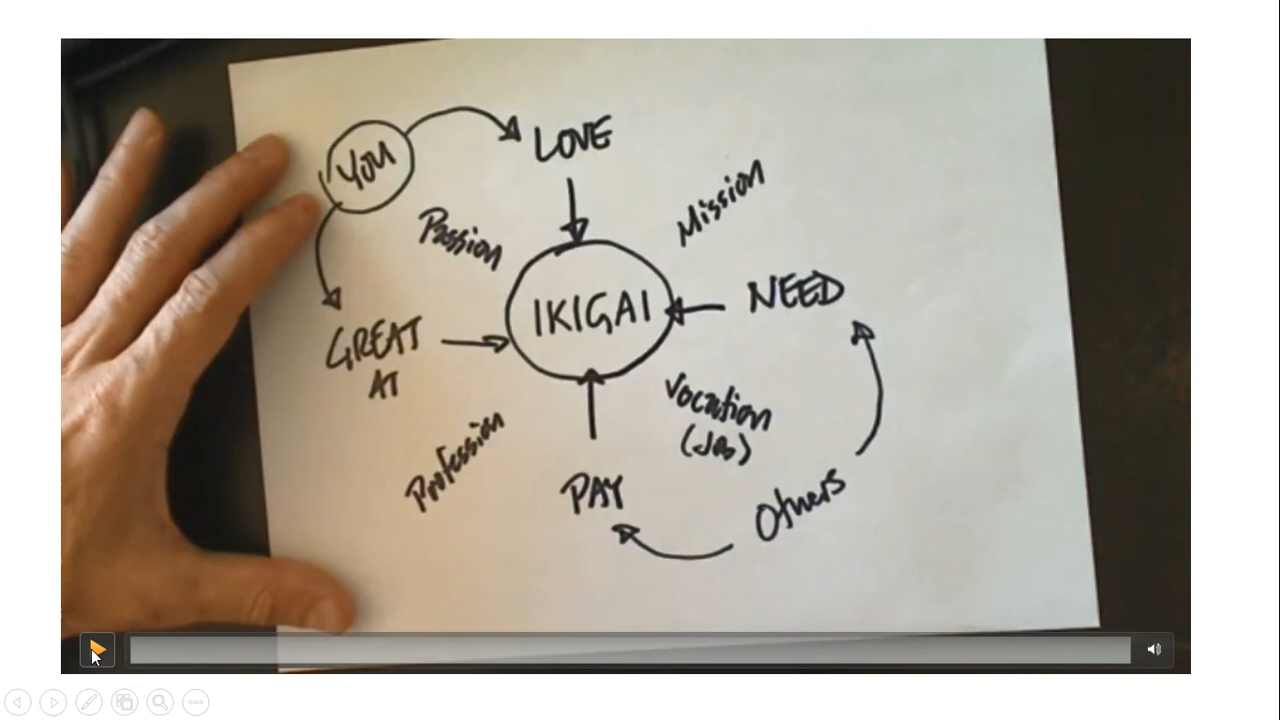 YOU
LOVE
Passion
Mission
IKIGAI
NEED
GREAT
AT
Vocation
(Job)
Profession
PAY
Others